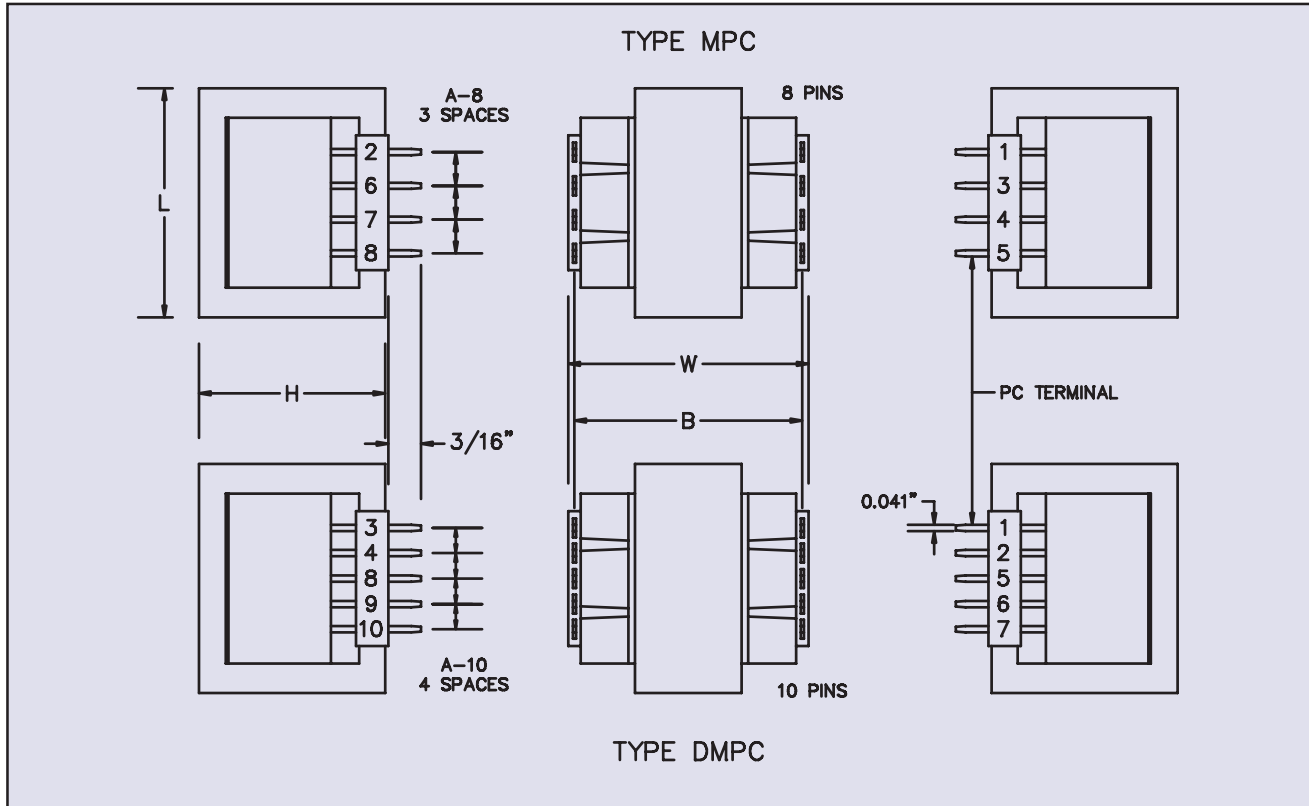 TYPE MPC
A-8
3 SPACES
8 PINS
2
6
7
8
L
1
3
4
5
H
3/16"
W
B
PC TERMINAL
0.041"
3
4
8
9
10
1
2
5
6
7
A-10
4 SPACES
10 PINS
TYPE DMPC